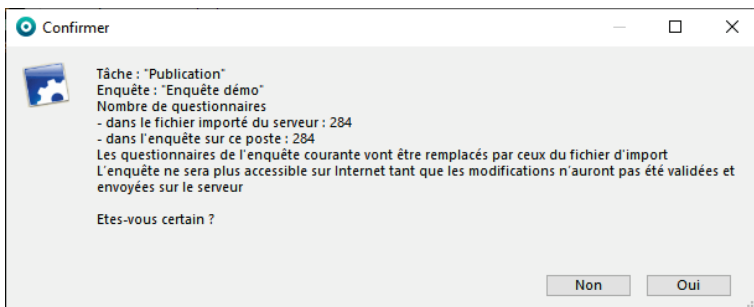 Confirmer
Tâche : "Publication"
Enquête : "Enquête démo"
Nombre de questionnaires
- dans le fichier importé du serveur : 284
- dans l'enquête sur ce poste : 284
Les questionnaires de l'enquête courante vont être remplacés par ceux du fichier d'import
L'enquête ne sera plus accessible sur Internet tant que les modifications n'auront pas été validées et
envoyées sur le serveur
Etes-vous certain ?
Non
Oui